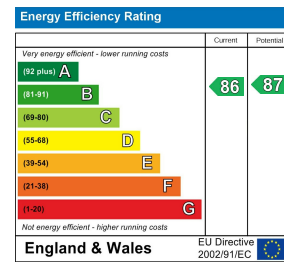 Energy Efficiency Rating
Current Potential
Very energy efficient - lower running costs
(92 plus) A
(81-91) B
(69-80) C
(55-68) D
(39-54) E
(21-38) F
(1-20) G
86 87
Not energy efficient - higher running costs
England & Wales
EU Directive
2002/91/EC